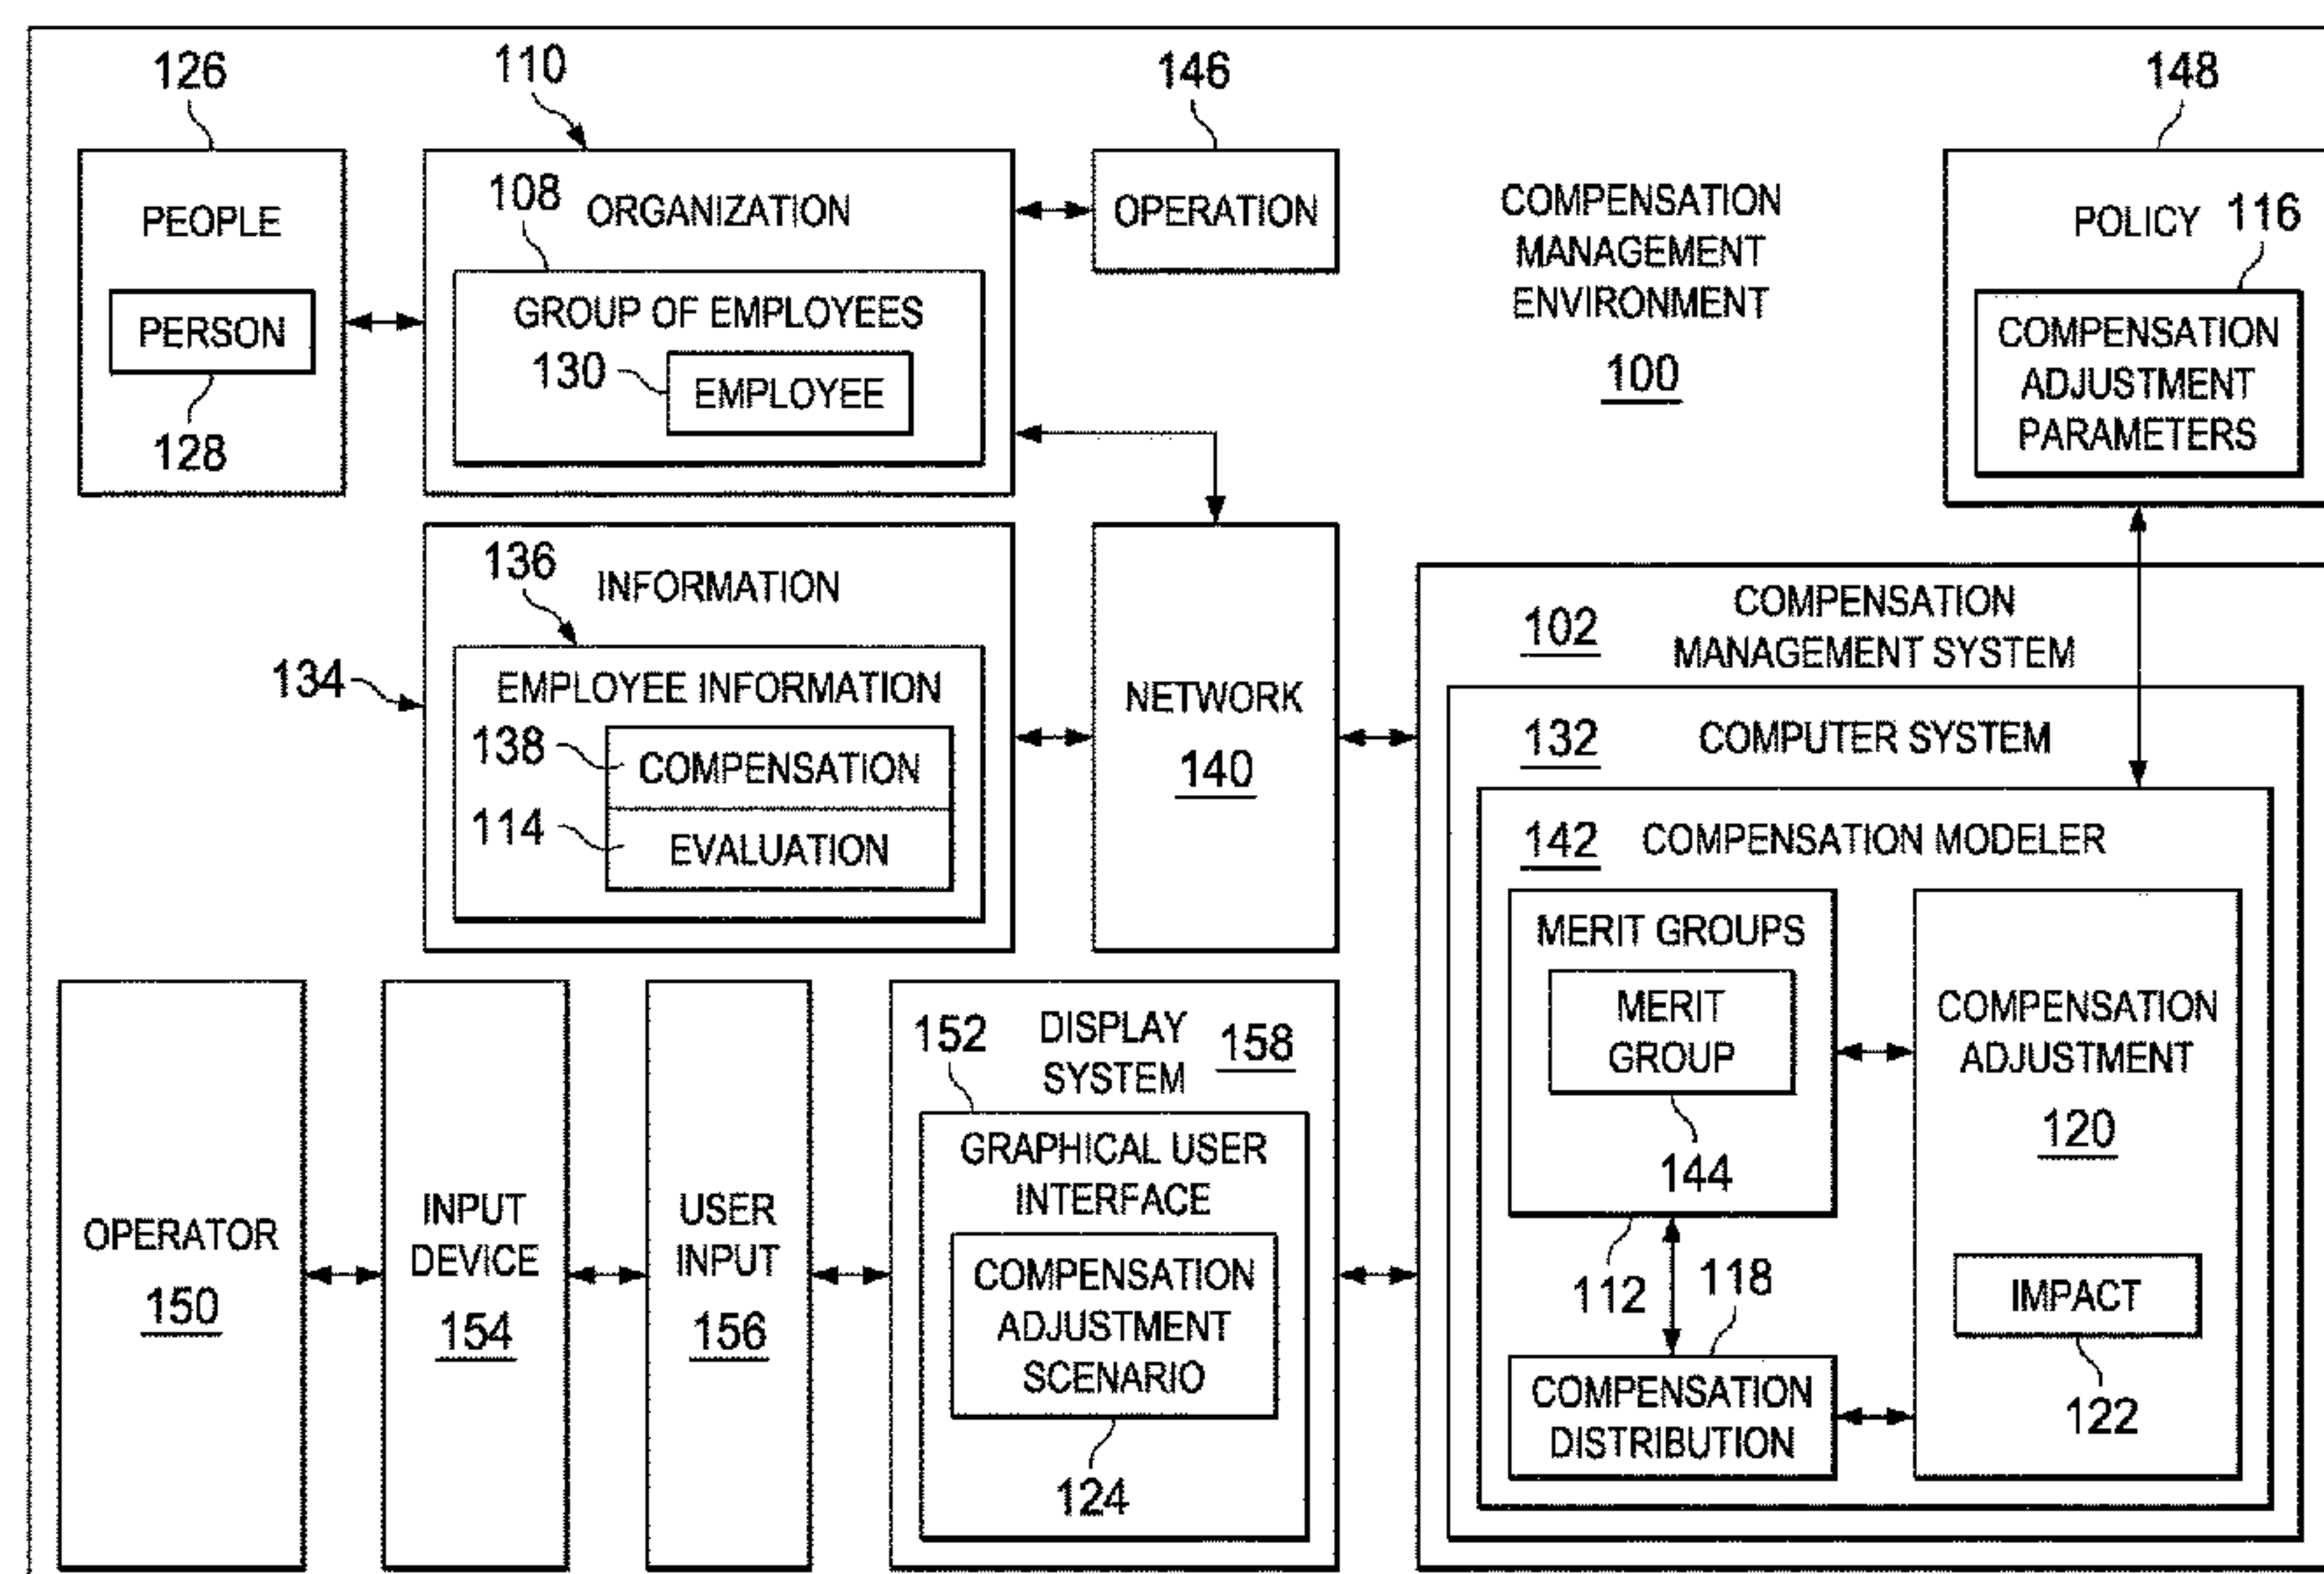 126
110
146
148
PEOPLE
PERSON
128
108
ORGANIZATION
GROUP OF EMPLOYEES
130
EMPLOYEE
OPERATION
COMPENSATION
MANAGEMENT
ENVIRONMENT
100
POLICY
116
COMPENSATION
ADJUSTMENT
PARAMETERS
134
136
INFORMATION
EMPLOYEE INFORMATION
138
COMPENSATION
114
EVALUATION
NETWORK
140
102
COMPENSATION
MANAGEMENT SYSTEM
132
COMPUTER SYSTEM
142
COMPENSATION MODELER
MERIT GROUPS
MERIT
GROUP
144
112
118
COMPENSATION
DISTRIBUTION
COMPENSATION
ADJUSTMENT
120
IMPACT
122
OPERATOR
150
INPUT
DEVICE
154
USER
INPUT
156
152
DISPLAY
SYSTEM
158
GRAPHICAL USER
INTERFACE
COMPENSATION
ADJUSTMENT
SCENARIO
124